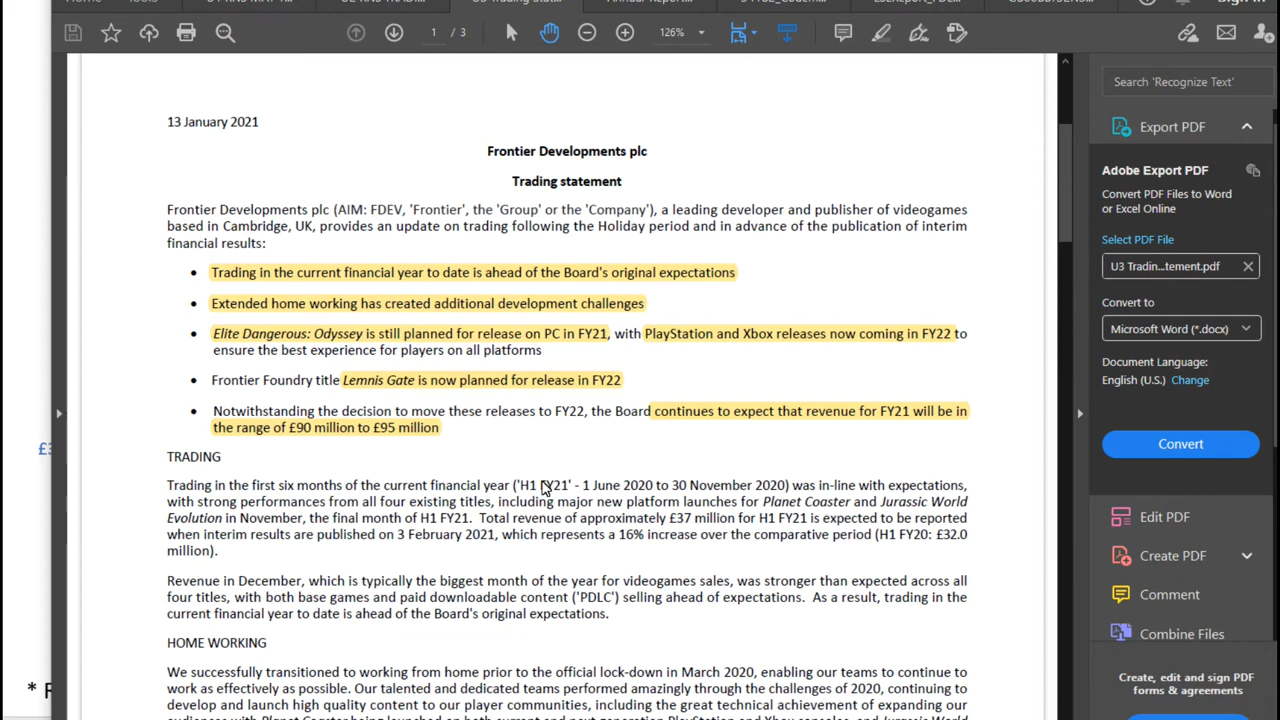 1 / 3 126%
Search 'Recognize Text'
Export PDF
Adobe Export PDF
Convert PDF Files to Word
or Excel Online
Select PDF File
U3 Tradin...tement.pdf
Convert to
Microsoft Word (*.docx)
Document Language:
English (U.S.) Change
Convert
Edit PDF
Create PDF
Comment
Combine Files
Create, edit and sign PDF
forms & agreements
13 January 2021
Frontier Developments plc
Trading statement
Frontier Developments plc (AIM: FDEV, 'Frontier', the 'Group' or the 'Company'), a leading developer and publisher of videogames
based in Cambridge, UK, provides an update on trading following the Holiday period and in advance of the publication of interim
financial results:
• Trading in the current financial year to date is ahead of the Board's original expectations
• Extended home working has created additional development challenges
• Elite Dangerous: Odyssey is still planned for release on PC in FY21, with PlayStation and Xbox releases now coming in FY22 to
ensure the best experience for players on all platforms
• Frontier Foundry title Lemnis Gate is now planned for release in FY22
• Notwithstanding the decision to move these releases to FY22, the Board continues to expect that revenue for FY21 will be in
the range of £90 million to £95 million
TRADING
Trading in the first six months of the current financial year ('H1 FY21' - 1 June 2020 to 30 November 2020) was in-line with expectations,
with strong performances from all four existing titles, including major new platform launches for Planet Coaster and Jurassic World
Evolution in November, the final month of H1 FY21. Total revenue of approximately £37 million for H1 FY21 is expected to be reported
when interim results are published on 3 February 2021, which represents a 16% increase over the comparative period (H1 FY20: £32.0
million).
Revenue in December, which is typically the biggest month of the year for videogames sales, was stronger than expected across all
four titles, with both base games and paid downloadable content ('PDLC') selling ahead of expectations. As a result, trading in the
current financial year to date is ahead of the Board's original expectations.
HOME WORKING
We successfully transitioned to working from home prior to the official lock-down in March 2020, enabling our teams to continue to
work as effectively as possible. Our talented and dedicated teams performed amazingly through the challenges of 2020, continuing to
develop and launch high quality content to our player communities, including the great technical achievement of engaging our